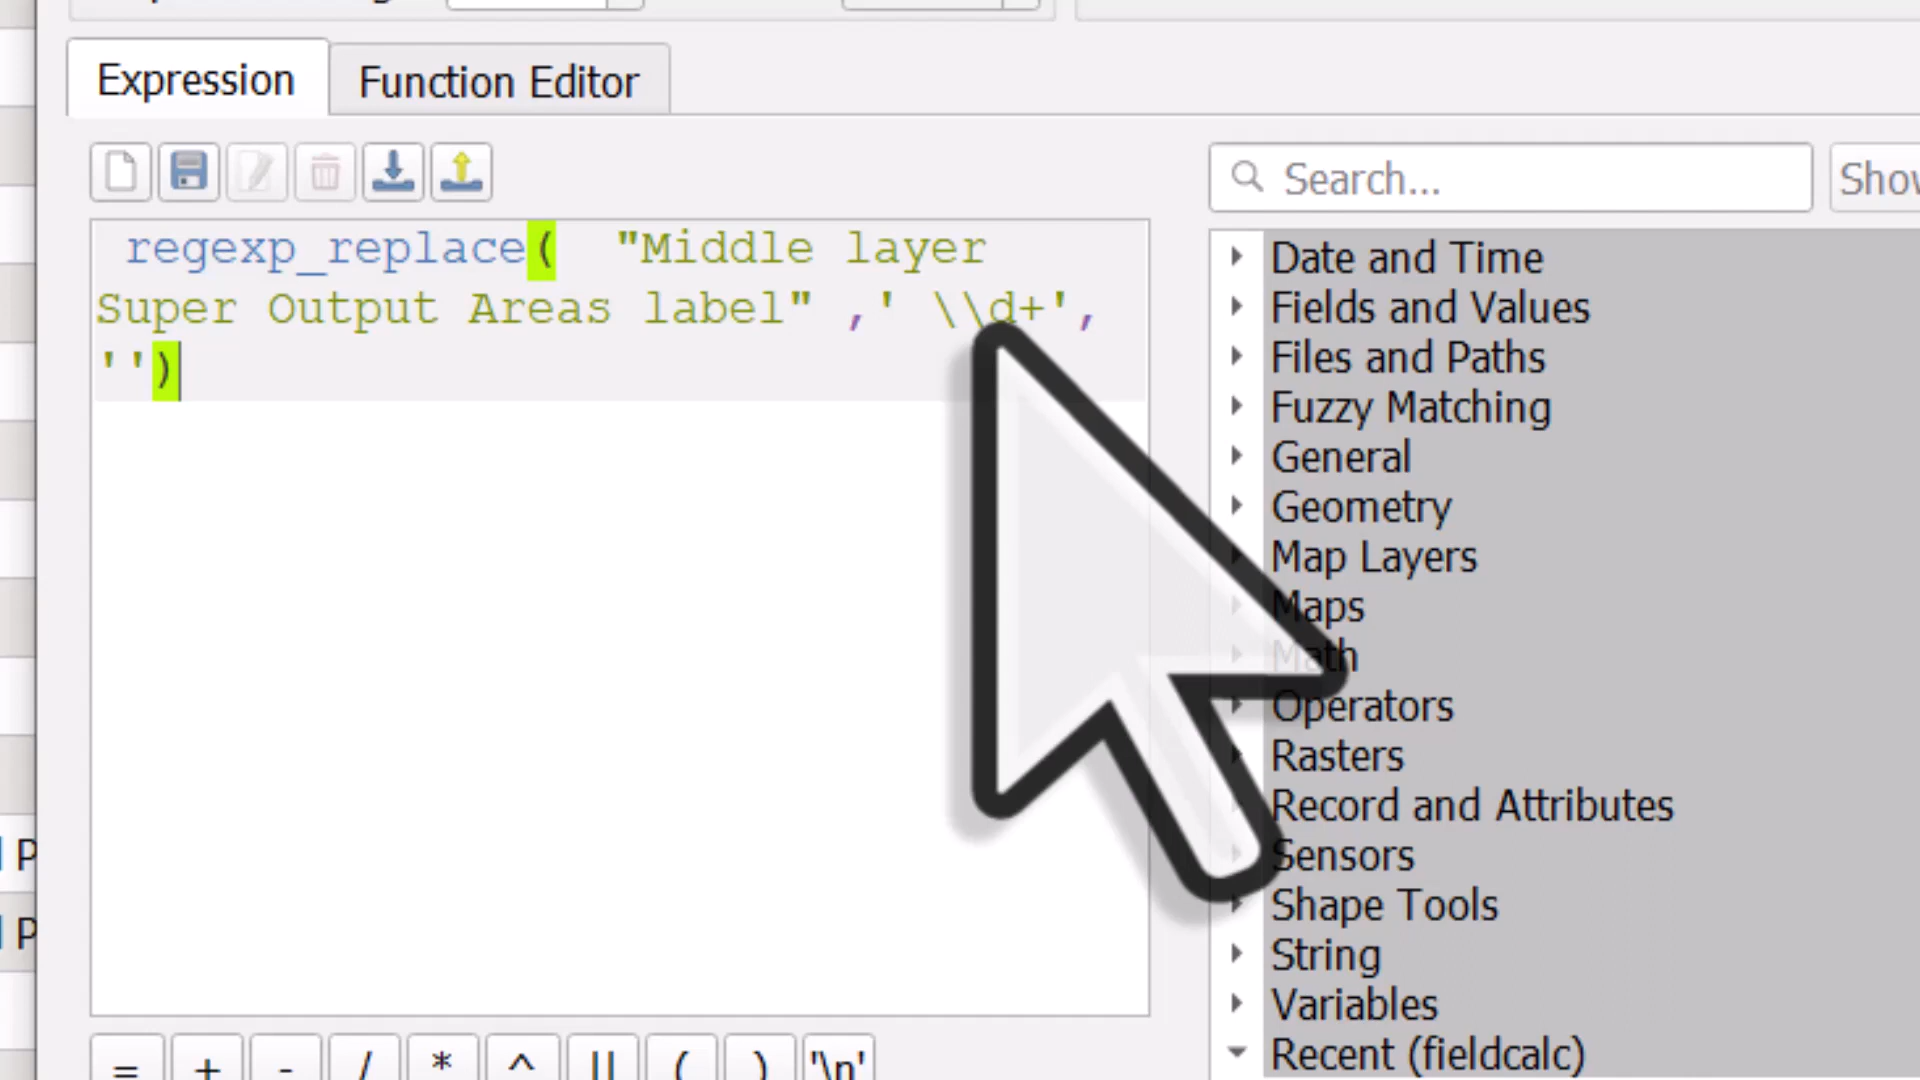 Expression
Function Editor
Search...
regexp_replace(  "Middle layer
Super Output Areas label" ,' \\d+',
'')
Date and Time
Fields and Values
Files and Paths
Fuzzy Matching
General
Geometry
Map Layers
Maps
Math
Operators
Rasters
Record and Attributes
Sensors
Shape Tools
String
Variables
Recent (fieldcalc)
= + - / * ^ || ( ) '\n'